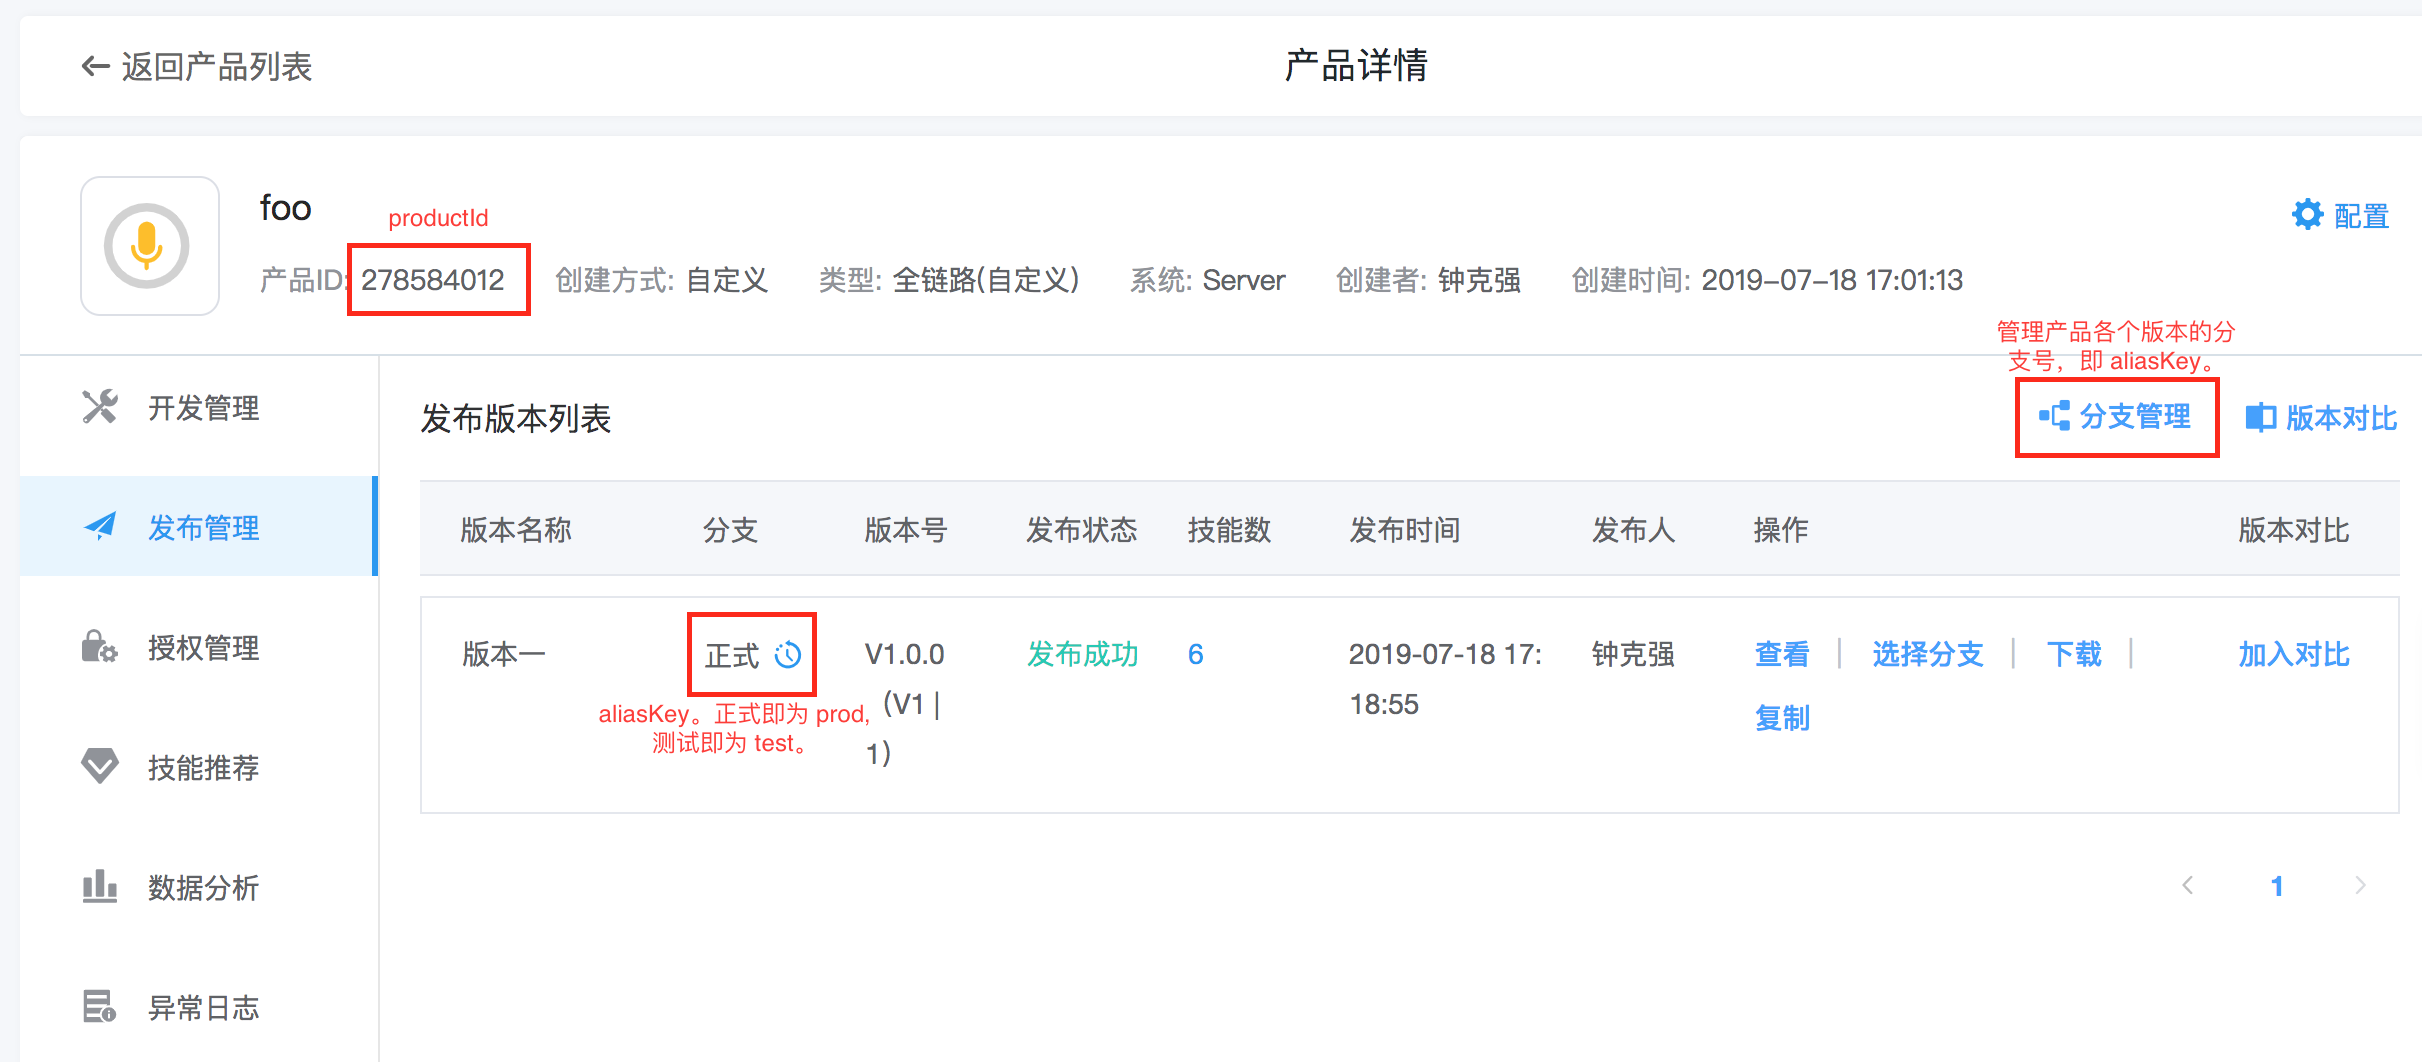 返回产品列表
产品详情
foo
productId
配置
产品ID: 278584012 创建方式: 自定义 类型: 全链路(自定义) 系统: Server 创建者: 钟克强 创建时间: 2019-07-18 17:01:13
管理产品各个版本的分
支号，即 aliasKey。
开发管理
发布管理
授权管理
技能推荐
数据分析
异常日志
发布版本列表
分支管理
版本对比
版本名称 分支 版本号 发布状态 技能数 发布时间 发布人 操作 版本对比
版本一 正式 V1.0.0 发布成功 6 2019-07-18 17: 钟克强 查看 | 选择分支 | 下载 | 加入对比
(V1 | 18:55 复制
1)
aliasKey。正式即为 prod,
测试即为 test。
1